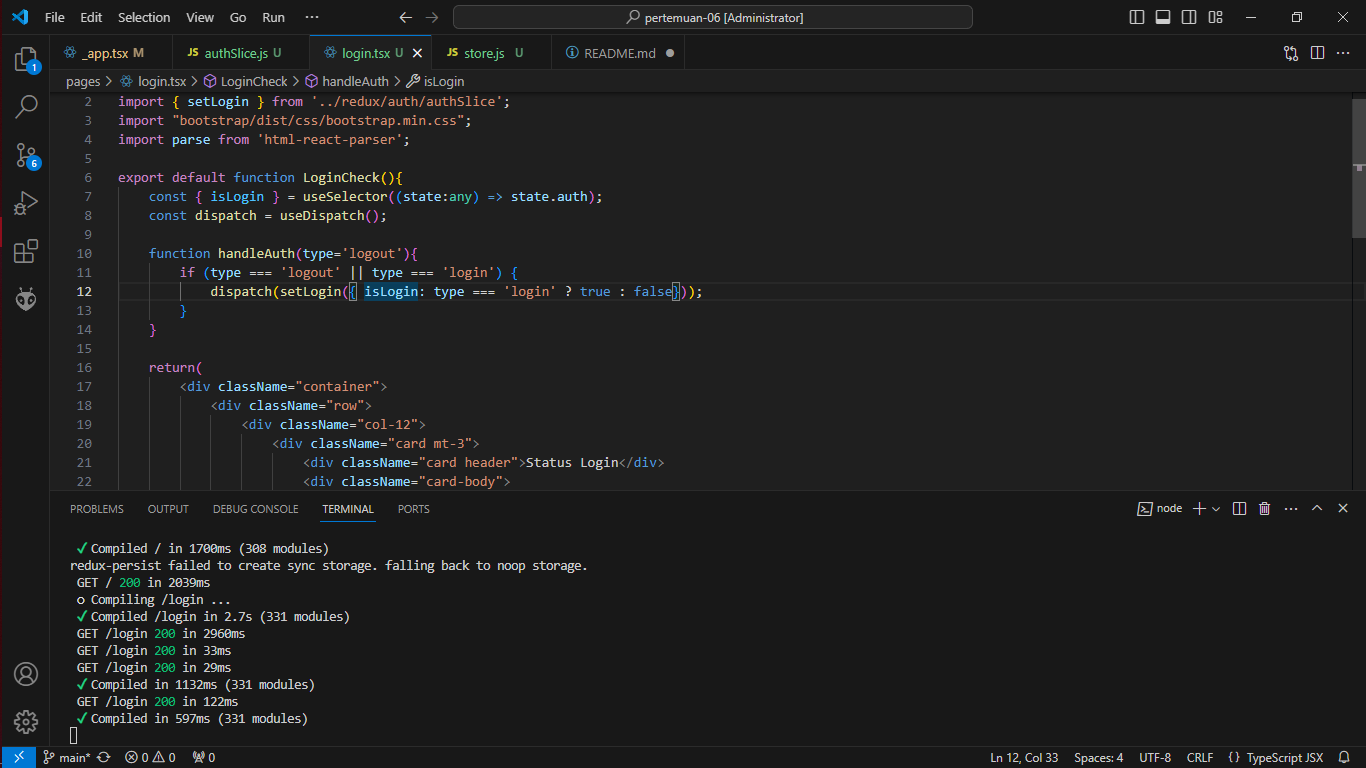 File Edit Selection View Go Run ··· ← → pertemuan-06 [Administrator]
_app.tsx M JS authSlice.js U login.tsx U JS store.js U README.md
pages > login.tsx > LoginCheck > handleAuth > isLogin
1
6
2 import { setLogin } from '../redux/auth/authSlice';
3 import "bootstrap/dist/css/bootstrap.min.css";
4 import parse from 'html-react-parser';
5
6 export default function LoginCheck(){
7 const { isLogin } = useSelector((state:any) => state.auth);
8 const dispatch = useDispatch();
9
10 function handleAuth(type='logout'){
11 if (type === 'logout' || type === 'login') {
12 dispatch(setLogin({ isLogin: type === 'login' ? true : false}));
13 }
14 }
15
16 return(
17 <div className="container">
18 <div className="row">
19 <div className="col-12">
20 <div className="card mt-3">
21 <div className="card header">Status Login</div>
22 <div className="card-body">
PROBLEMS OUTPUT DEBUG CONSOLE TERMINAL PORTS node
✓ Compiled / in 1700ms (308 modules)
redux-persist failed to create sync storage. falling back to noop storage.
GET / 200 in 2039ms
○ Compiling /login ...
✓ Compiled /login in 2.7s (331 modules)
GET /login 200 in 2960ms
GET /login 200 in 33ms
GET /login 200 in 29ms
✓ Compiled in 1132ms (331 modules)
GET /login 200 in 122ms
✓ Compiled in 597ms (331 modules)
main* 0 0 0 Ln 12, Col 33 Spaces: 4 UTF-8 CRLF {} TypeScript JSX